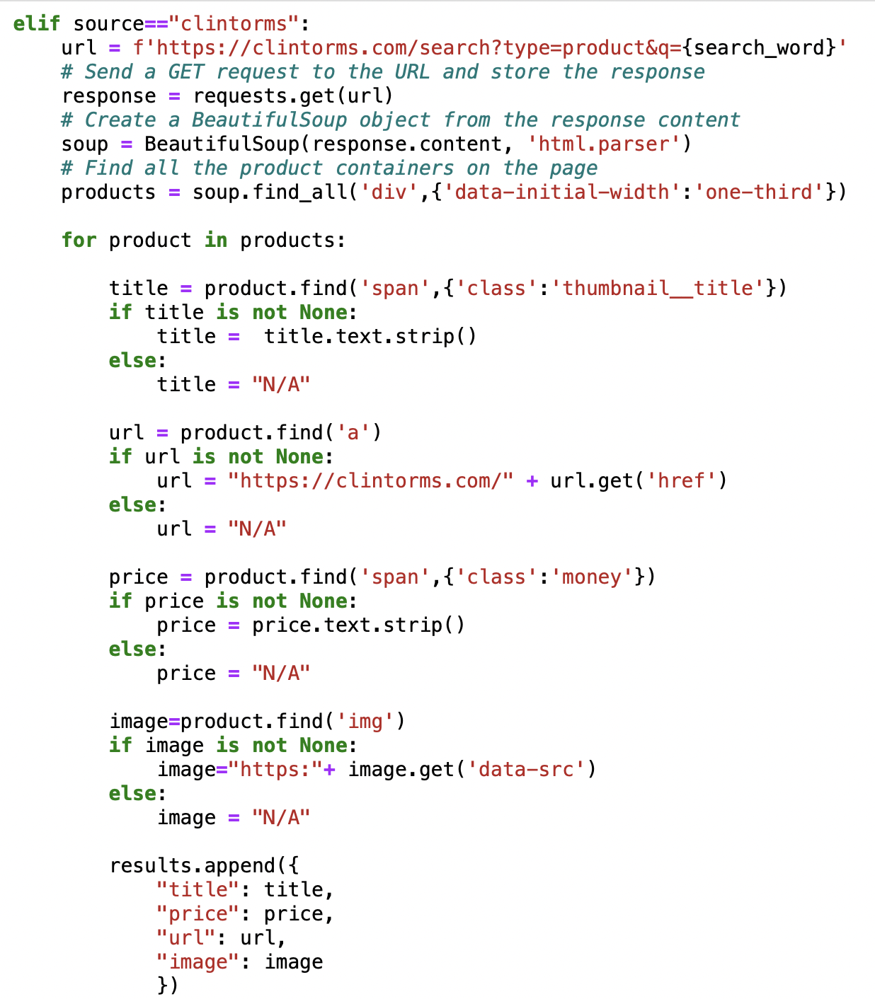 elif source=="clintorms":
    url = f'https://clintorms.com/search?type=product&q={search_word}'
    # Send a GET request to the URL and store the response
    response = requests.get(url)
    # Create a BeautifulSoup object from the response content
    soup = BeautifulSoup(response.content, 'html.parser')
    # Find all the product containers on the page
    products = soup.find_all('div',{'data-initial-width':'one-third'})

    for product in products:

        title = product.find('span',{'class':'thumbnail__title'})
        if title is not None:
            title =  title.text.strip()
        else:
            title = "N/A"

        url = product.find('a')
        if url is not None:
            url = "https://clintorms.com/" + url.get('href')
        else:
            url = "N/A"

        price = product.find('span',{'class':'money'})
        if price is not None:
            price = price.text.strip()
        else:
            price = "N/A"

        image=product.find('img')
        if image is not None:
            image="https:"+ image.get('data-src')
        else:
            image = "N/A"

        results.append({
            "title": title,
            "price": price,
            "url": url,
            "image": image
            })